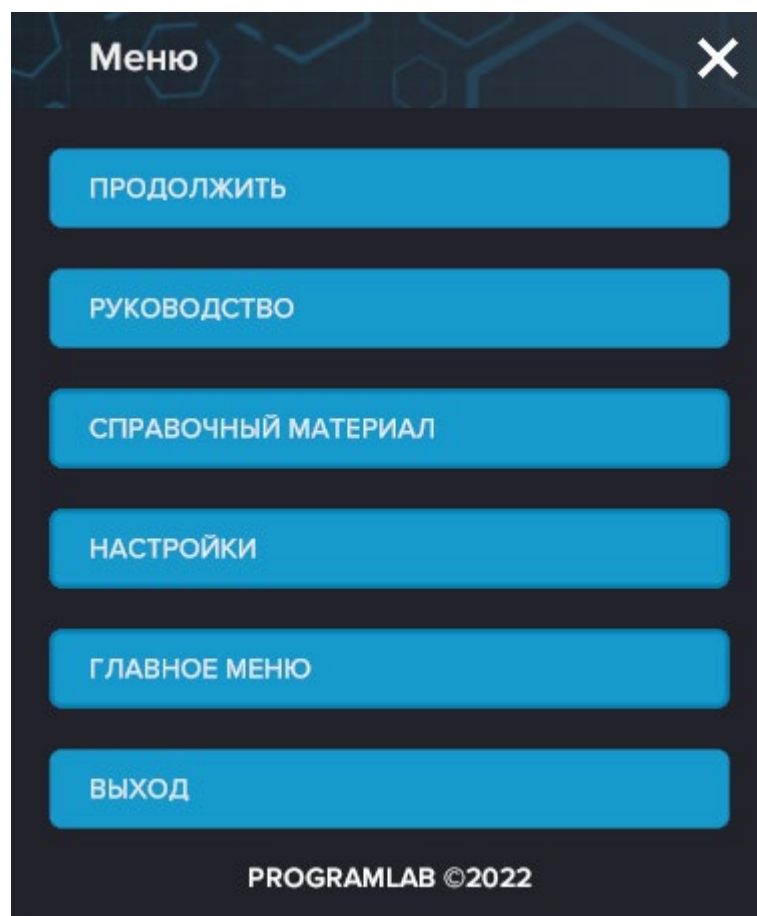 Меню
ПРОДОЛЖИТЬ
РУКОВОДСТВО
СПРАВОЧНЫЙ МАТЕРИАЛ
НАСТРОЙКИ
ГЛАВНОЕ МЕНЮ
ВЫХОД
PROGRAMLAB ©2022